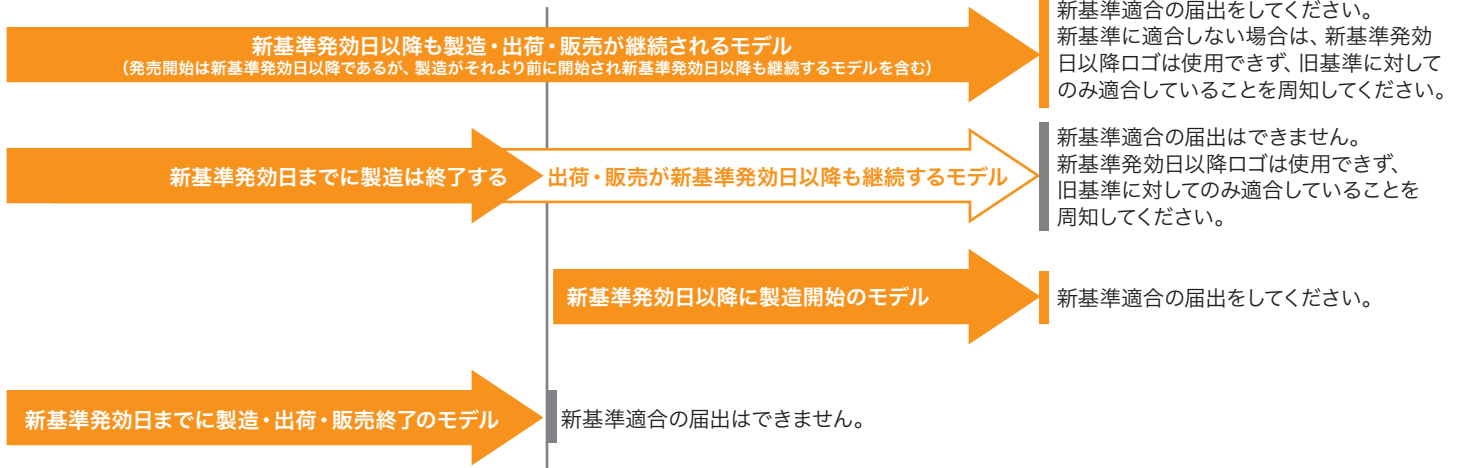 新基準適合の届出をしてください。
新基準に適合しない場合は、新基準発効
日以降ロゴは使用できず、旧基準に対して
のみ適合していることを周知してください。
新基準発効日以降も製造・出荷・販売が継続されるモデル
(発売開始は新基準発効日以降であるが、製造がそれより前に開始され新基準発効日以降も継続するモデルを含む)
新基準発効日までに製造は終了する
出荷・販売が新基準発効日以降も継続するモデル
新基準適合の届出はできません。
新基準発効日以降ロゴは使用できず、
旧基準に対してのみ適合していることを
周知してください。
新基準発効日以降に製造開始のモデル
新基準適合の届出をしてください。
新基準発効日までに製造・出荷・販売終了のモデル
新基準適合の届出はできません。